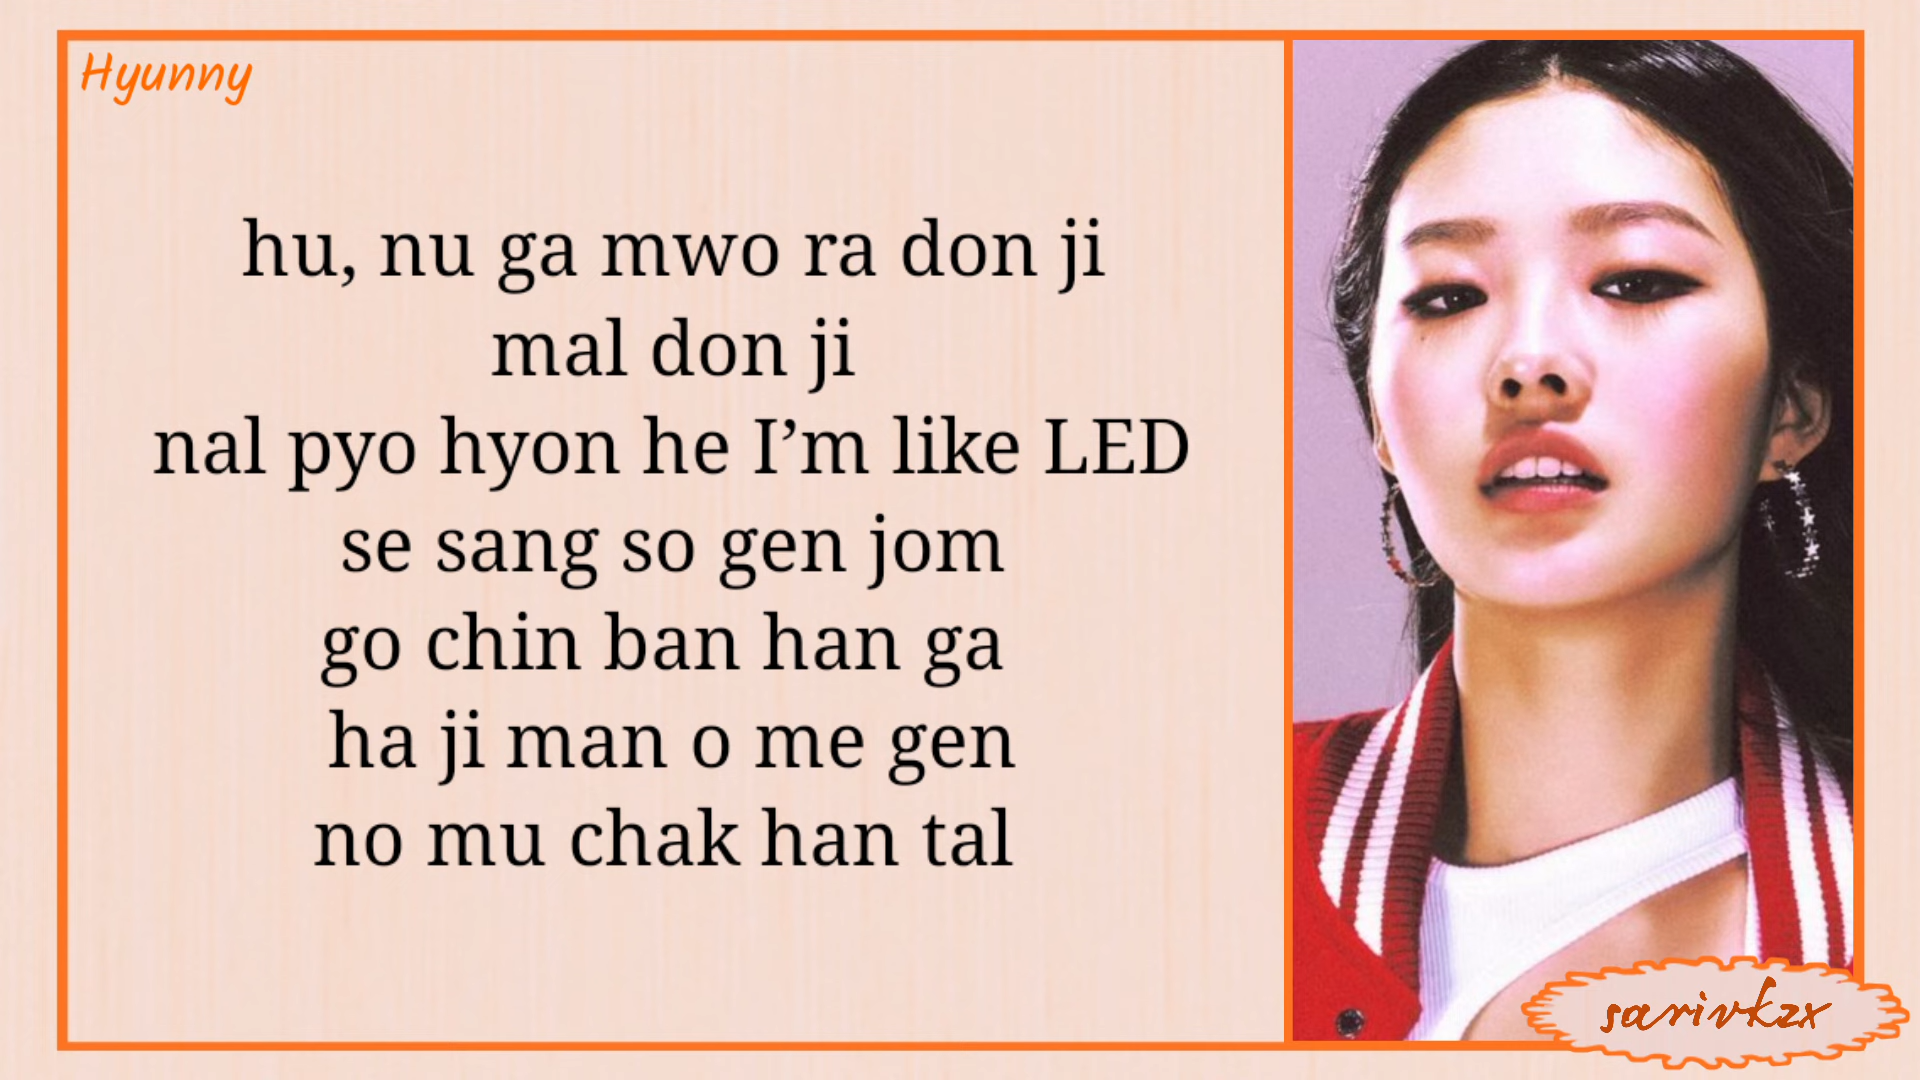 Hyunny
hu, nu ga mwo ra don ji
mal don ji
nal pyo hyon he I’m like LED
se sang so gen jom
go chin ban han ga
ha ji man o me gen
no mu chak han tal
sarivkzx